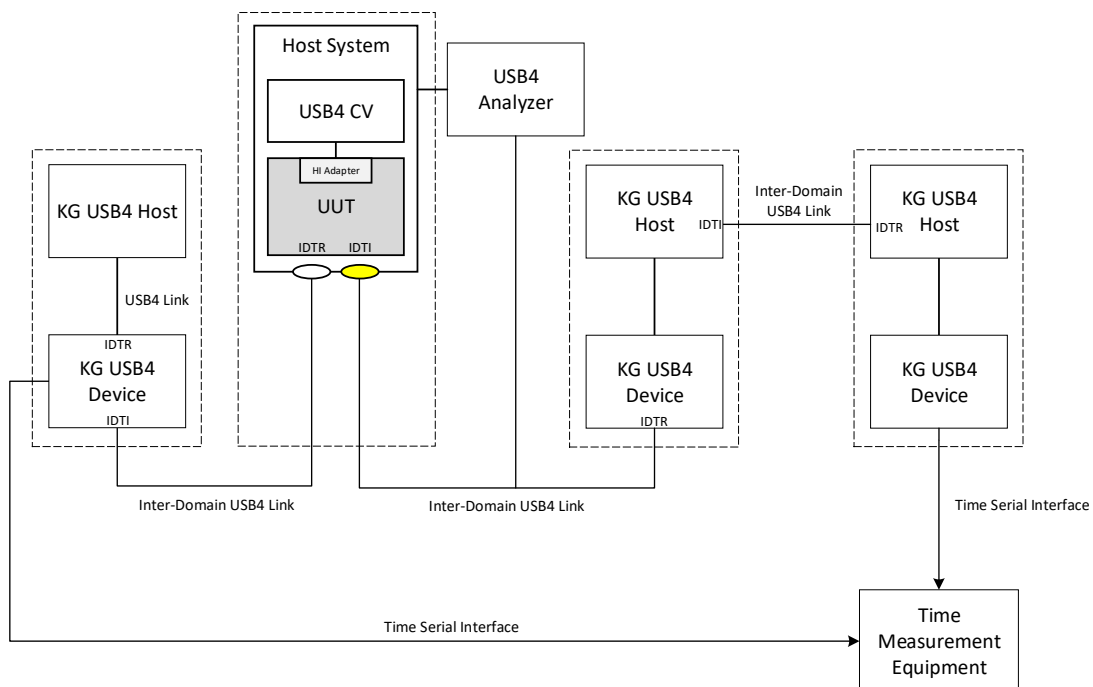 Host System
USB4 CV
HI Adapter
UUT
IDTR IDTI
USB4
Analyzer
KG USB4 Host
USB4 Link
IDTR
KG USB4
Device
IDTI
KG USB4
Host
IDTI
Inter-Domain
USB4 Link
KG USB4
Host
IDTR
KG USB4
Device
IDTR
KG USB4
Device
Inter-Domain USB4 Link
Inter-Domain USB4 Link
Time Serial Interface
Time Serial Interface
Time
Measurement
Equipment